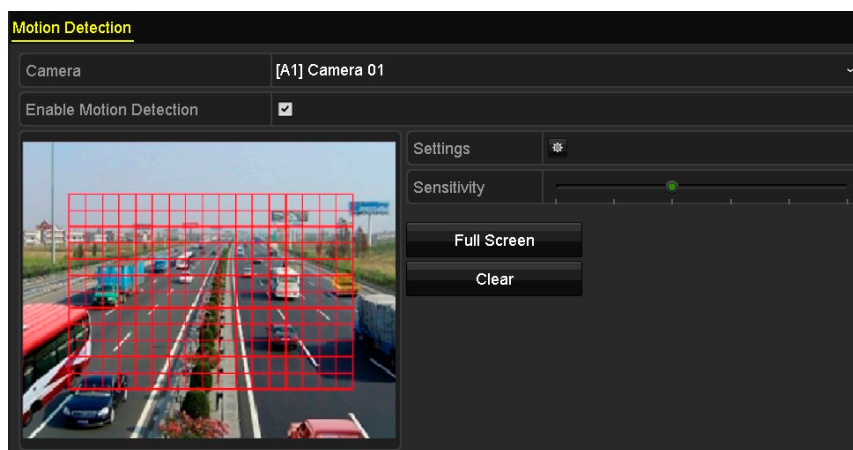 Motion Detection
Camera
[A1] Camera 01
Enable Motion Detection
Settings
Sensitivity
Full Screen
Clear